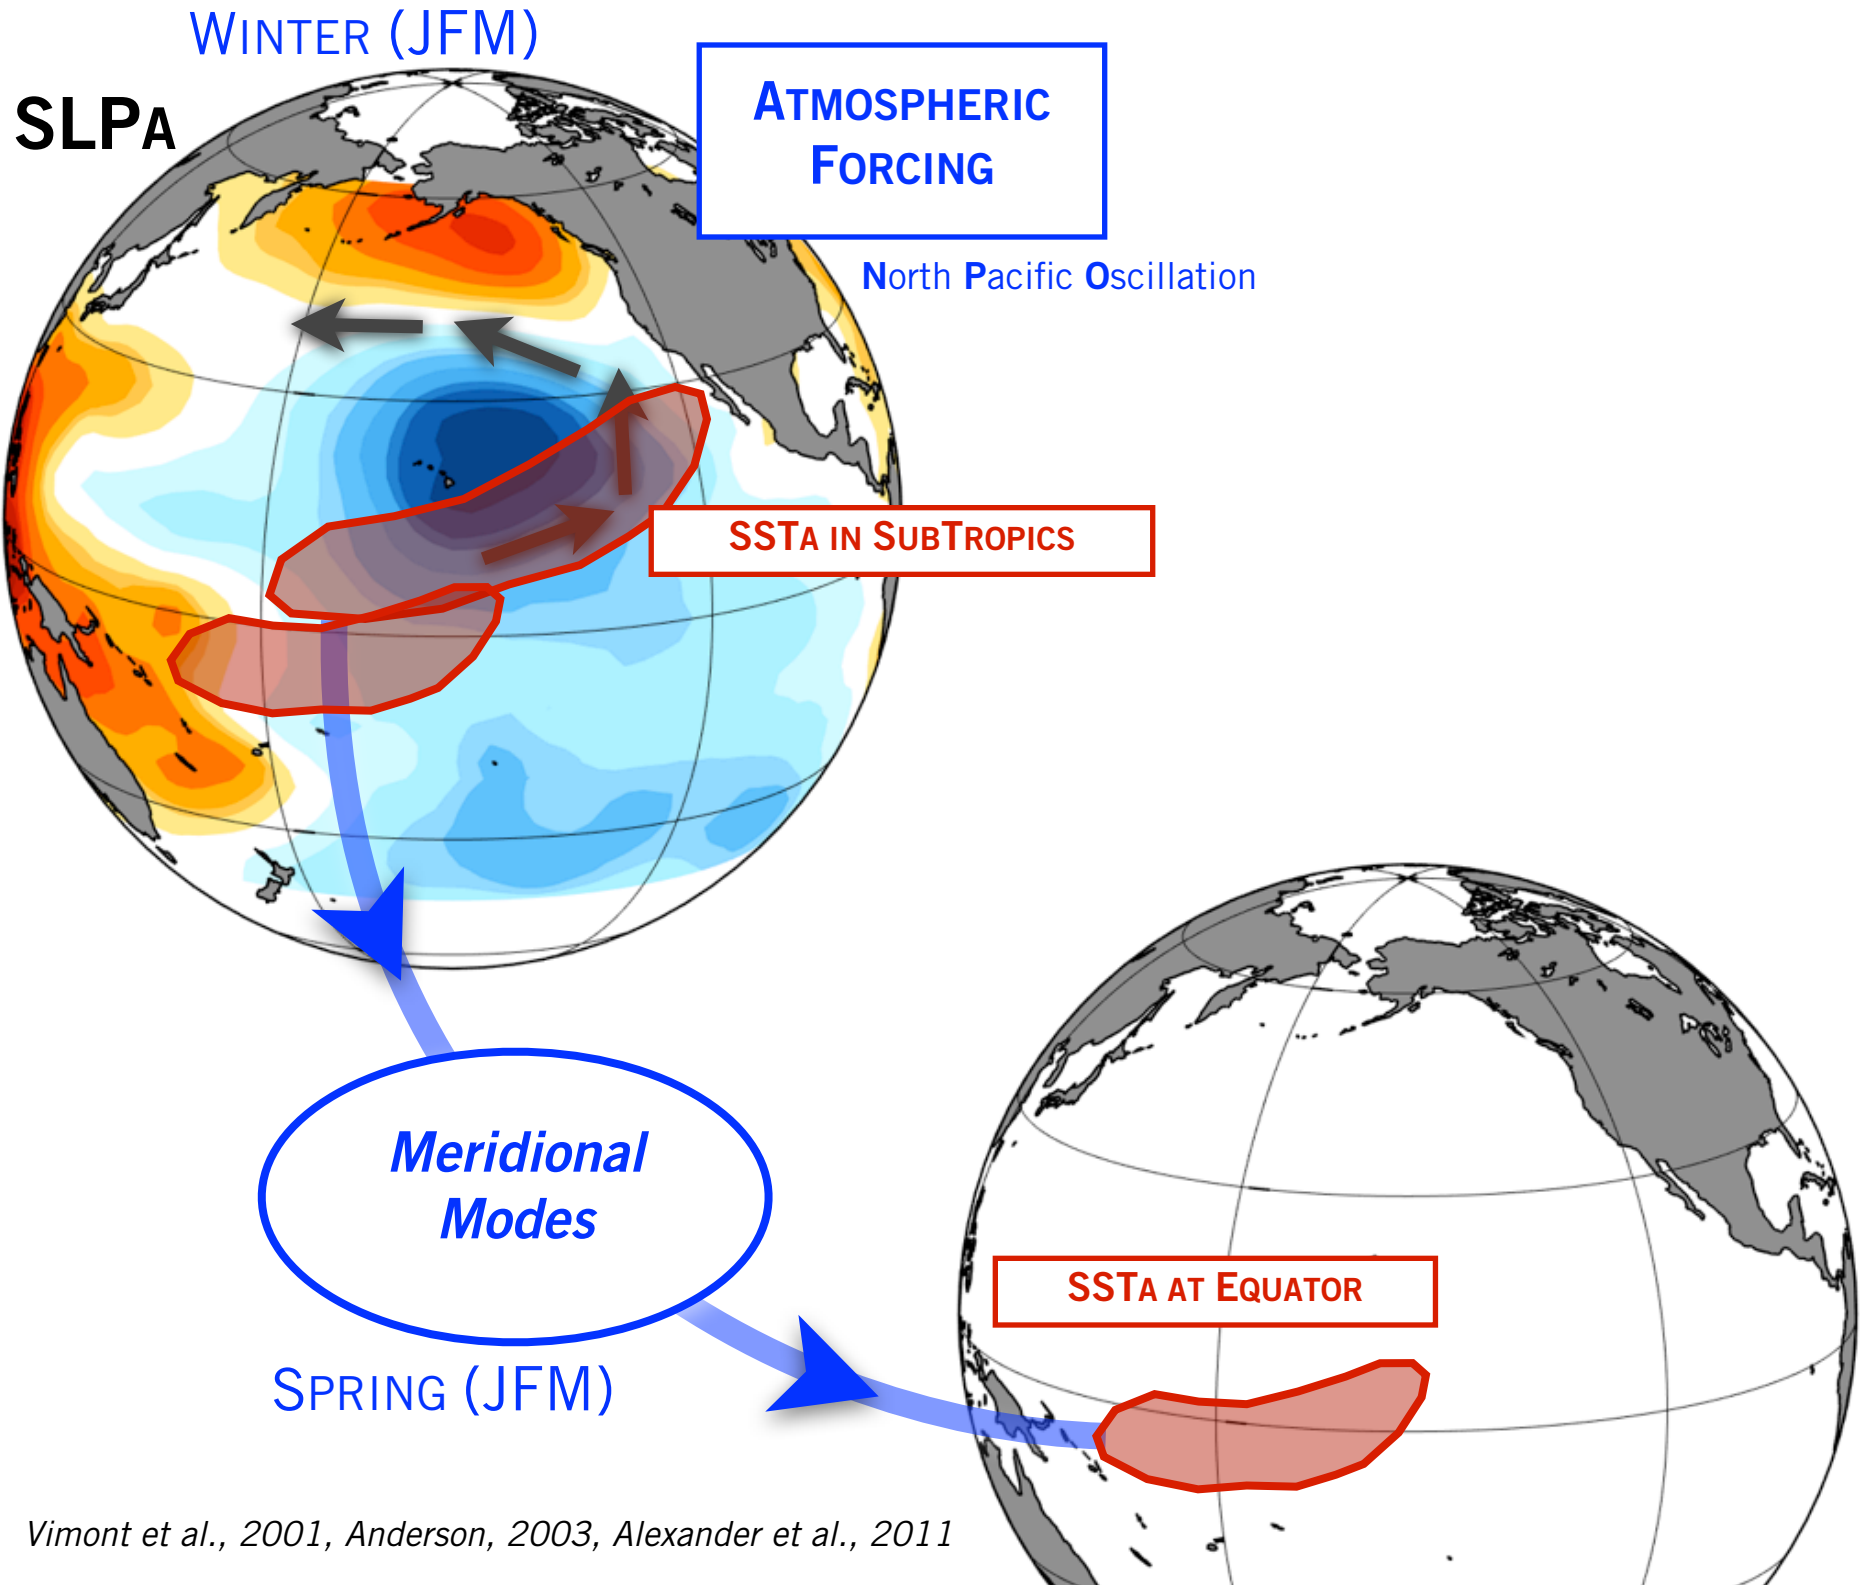 WINTER (JFM)
SLPA
ATMOSPHERIC
FORCING
North Pacific Oscillation
SSTA IN SUBTROPICS
Meridional
Modes
SSTA AT EQUATOR
SPRING (JFM)
Vimont et al., 2001, Anderson, 2003, Alexander et al., 2011